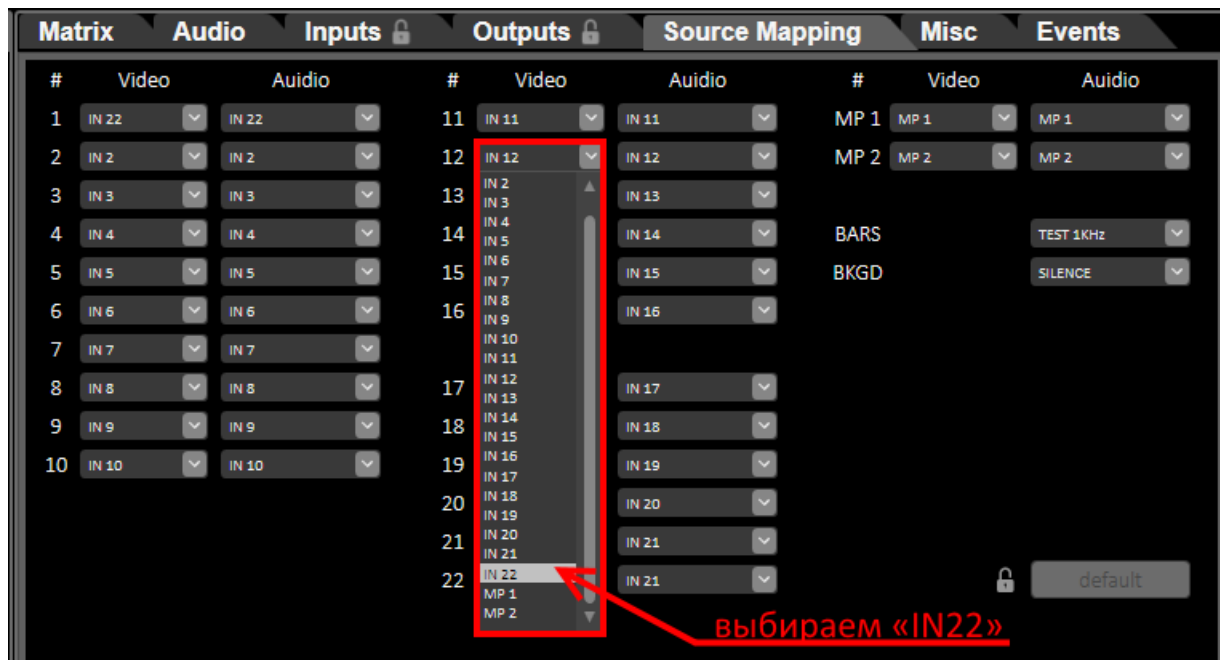 Matrix Audio Inputs Outputs Source Mapping Misc Events
# Video Auidio # Video Auidio # Video Auidio
1 IN 22 IN 22 11 IN 11 IN 11 MP 1 MP 1 MP 1
2 IN 2 IN 2 12 IN 12 IN 12 MP 2 MP 2 MP 2
IN 2
3 IN 3 IN 3 13 IN 3 IN 13
IN 4
4 IN 4 IN 4 14 IN 5 IN 14 BARS TEST 1KHz
IN 6
5 IN 5 IN 5 15 IN 7 IN 15 BKGD SILENCE
IN 8
6 IN 6 IN 6 16 IN 9 IN 16
IN 10
7 IN 7 IN 7 IN 11
IN 12
8 IN 8 IN 8 17 IN 13 IN 17
IN 14
9 IN 9 IN 9 18 IN 15 IN 18
IN 16
10 IN 10 IN 10 19 IN 17 IN 19
IN 18
20 IN 19 IN 20
IN 20
21 IN 21 IN 21
22 IN 22 IN 21 default
MP 1
MP 2
выбираем «IN22»